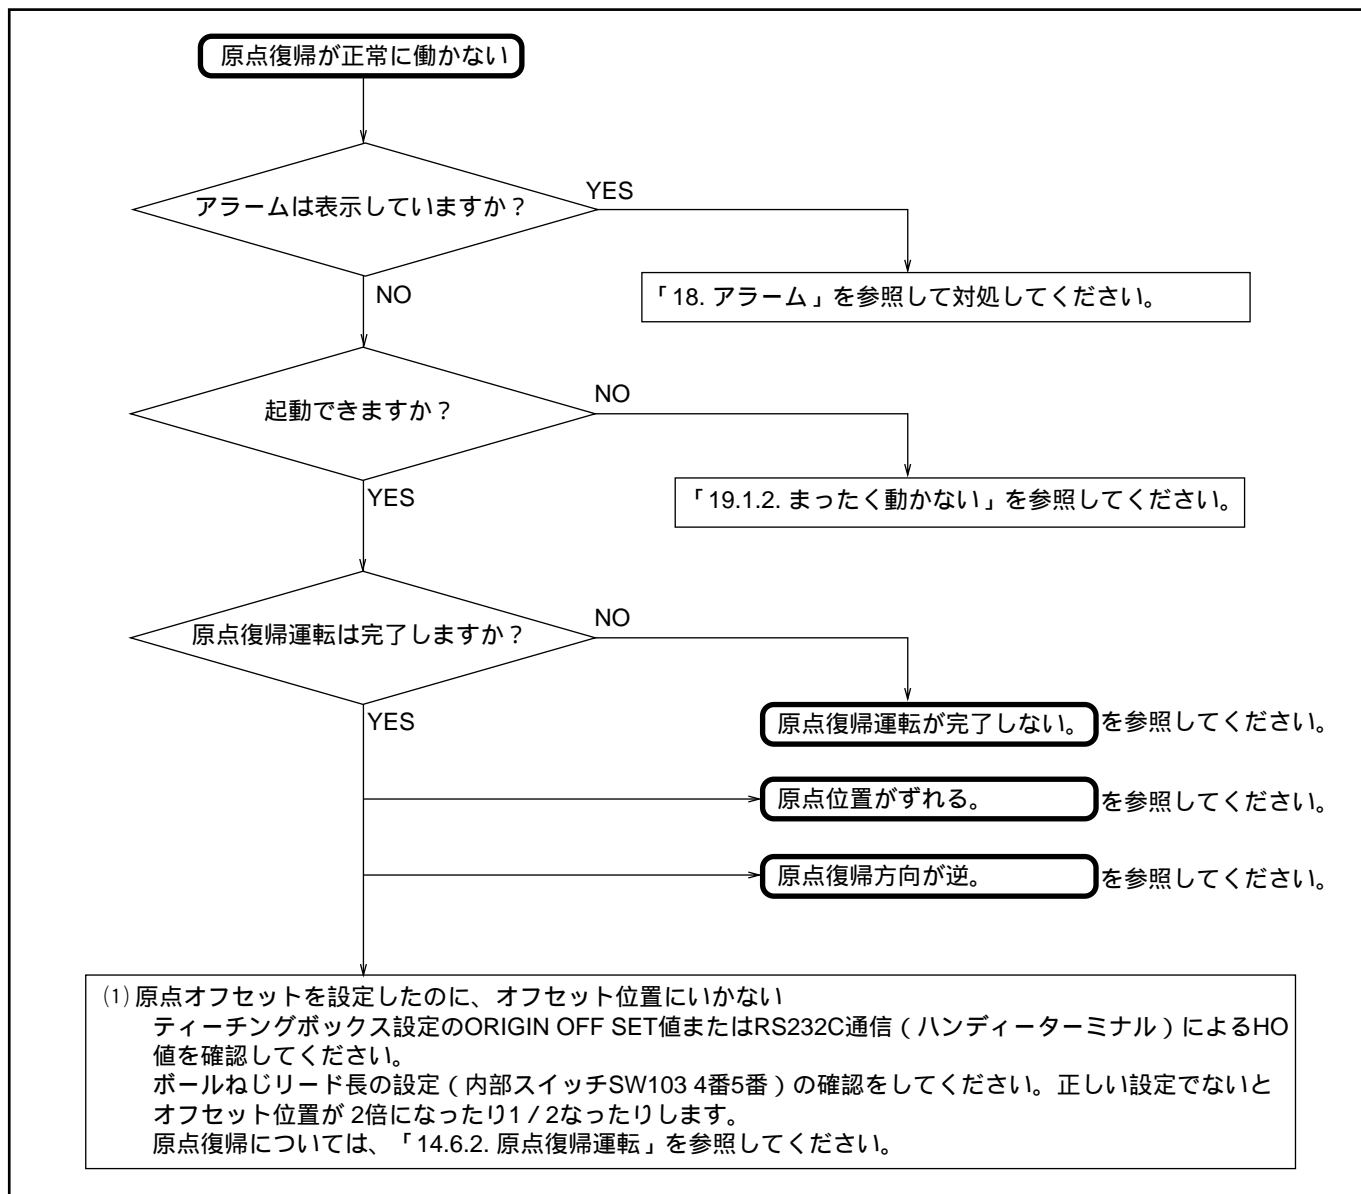 原点復帰が正常に働かない
アラームは表示していますか？
YES
NO
「18. アラーム」を参照して対処してください。
起動できますか？
NO
YES
「19.1.2. まったく動かない」を参照してください。
原点復帰運転は完了しますか？
NO
YES
原点復帰運転が完了しない。を参照してください。
原点位置がずれる。を参照してください。
原点復帰方向が逆。を参照してください。
(1) 原点オフセットを設定したのに、オフセット位置にいかない
ティーチングボックス設定のORIGIN OFF SET値またはRS232C通信（ハンディーターミナル）によるHO
値を確認してください。
ボールねじリード長の設定（内部スイッチSW103 4番5番）の確認をしてください。正しい設定でないと
オフセット位置が 2倍になったり1 / 2なったりします。
原点復帰については、「14.6.2. 原点復帰運転」を参照してください。